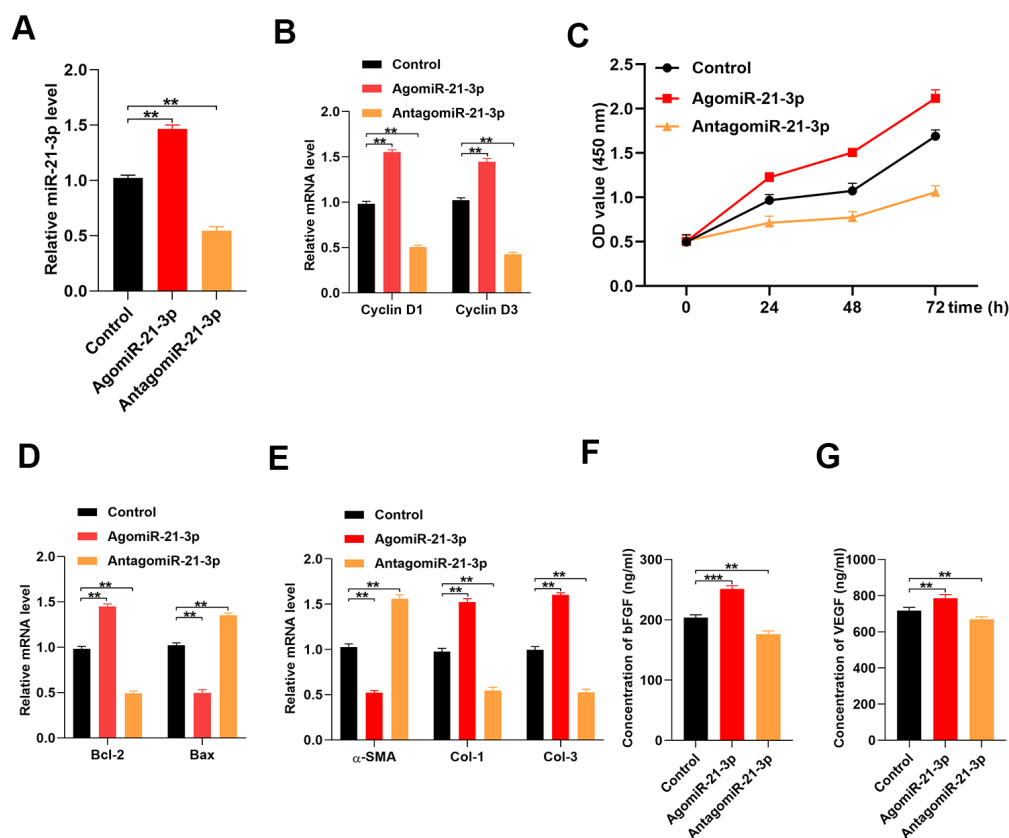 A
Relative miR-21-3p level
2.0
1.5
1.0
0.5
0.0
**
**
Control
AgomiR-21-3p
AntagomiR-21-3p
B
Control
AgomiR-21-3p
AntagomiR-21-3p
Relative mRNA level
2.0
1.5
1.0
0.5
0.0
**
**
**
**
Cyclin D1
Cyclin D3
C
Control
AgomiR-21-3p
AntagomiR-21-3p
OD value (450 nm)
2.5
2.0
1.5
1.0
0.5
0.0
0
24
48
72
time (h)
D
Control
AgomiR-21-3p
AntagomiR-21-3p
Relative mRNA level
2.0
1.5
1.0
0.5
0.0
**
**
**
**
Bcl-2
Bax
E
Control
AgomiR-21-3p
AntagomiR-21-3p
Relative mRNA level
2.0
1.5
1.0
0.5
0.0
**
**
**
**
**
**
α-SMA
Col-1
Col-3
F
Concentration of bFGF (ng/ml)
300
200
100
0
**
***
Control
AgomiR-21-3p
AntagomiR-21-3p
G
Concentration of VEGF (ng/ml)
1000
800
600
400
200
0
**
**
Control
AgomiR-21-3p
AntagomiR-21-3p